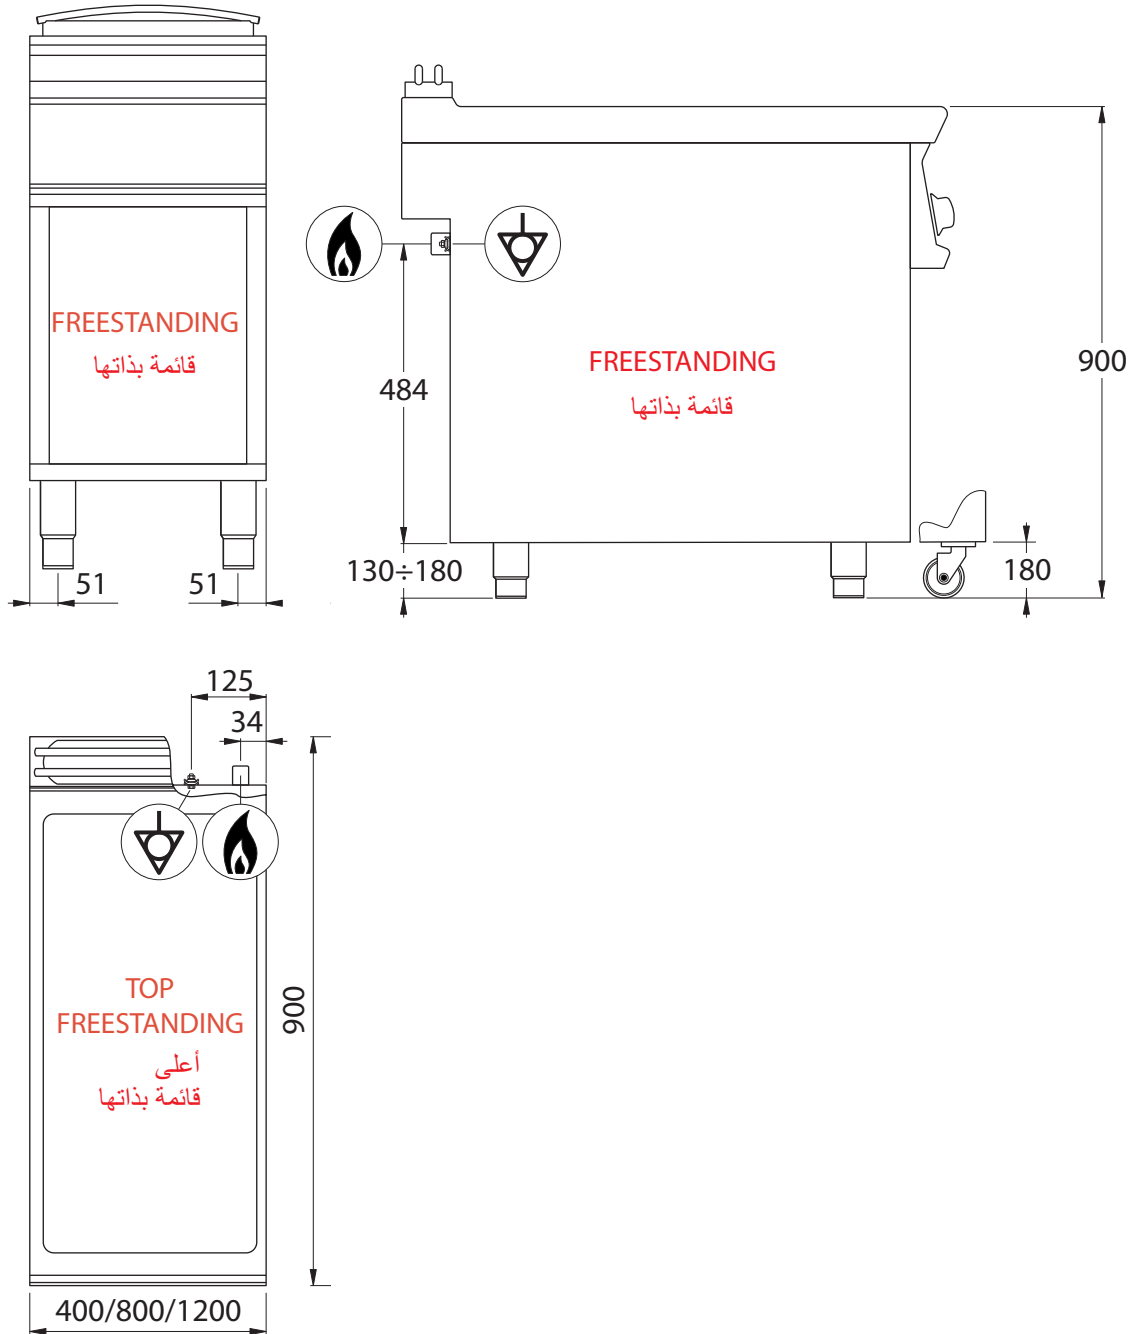 FREESTANDING
قائمة بذاتها
51
51
FREESTANDING
قائمة بذاتها
484
900
130÷180
180
125
34
TOP
FREESTANDING
أعلى
قائمة بذاتها
900
400/800/1200